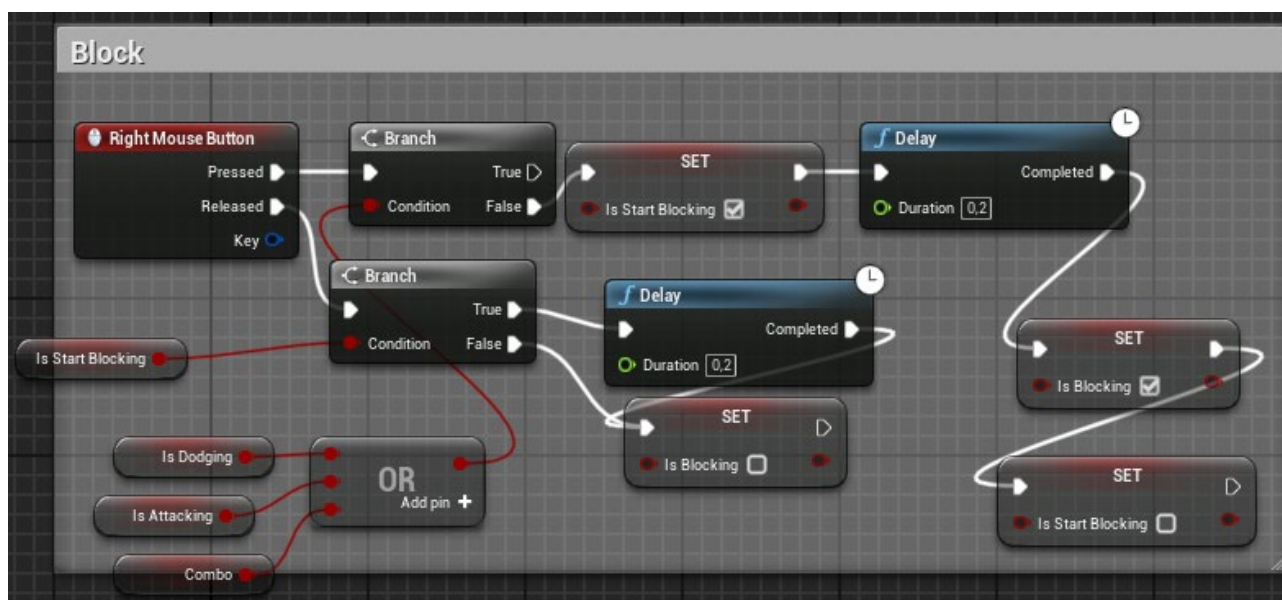 Block
Right Mouse Button
Pressed
Released
Key
Branch
True
Condition False
SET
Is Start Blocking
Delay
Completed
Duration 0,2
Branch
True
Condition False
Delay
Completed
Duration 0,2
SET
Is Blocking
SET
Is Blocking
SET
Is Start Blocking
Is Start Blocking
Is Dodging
Is Attacking
Combo
OR
Add pin +